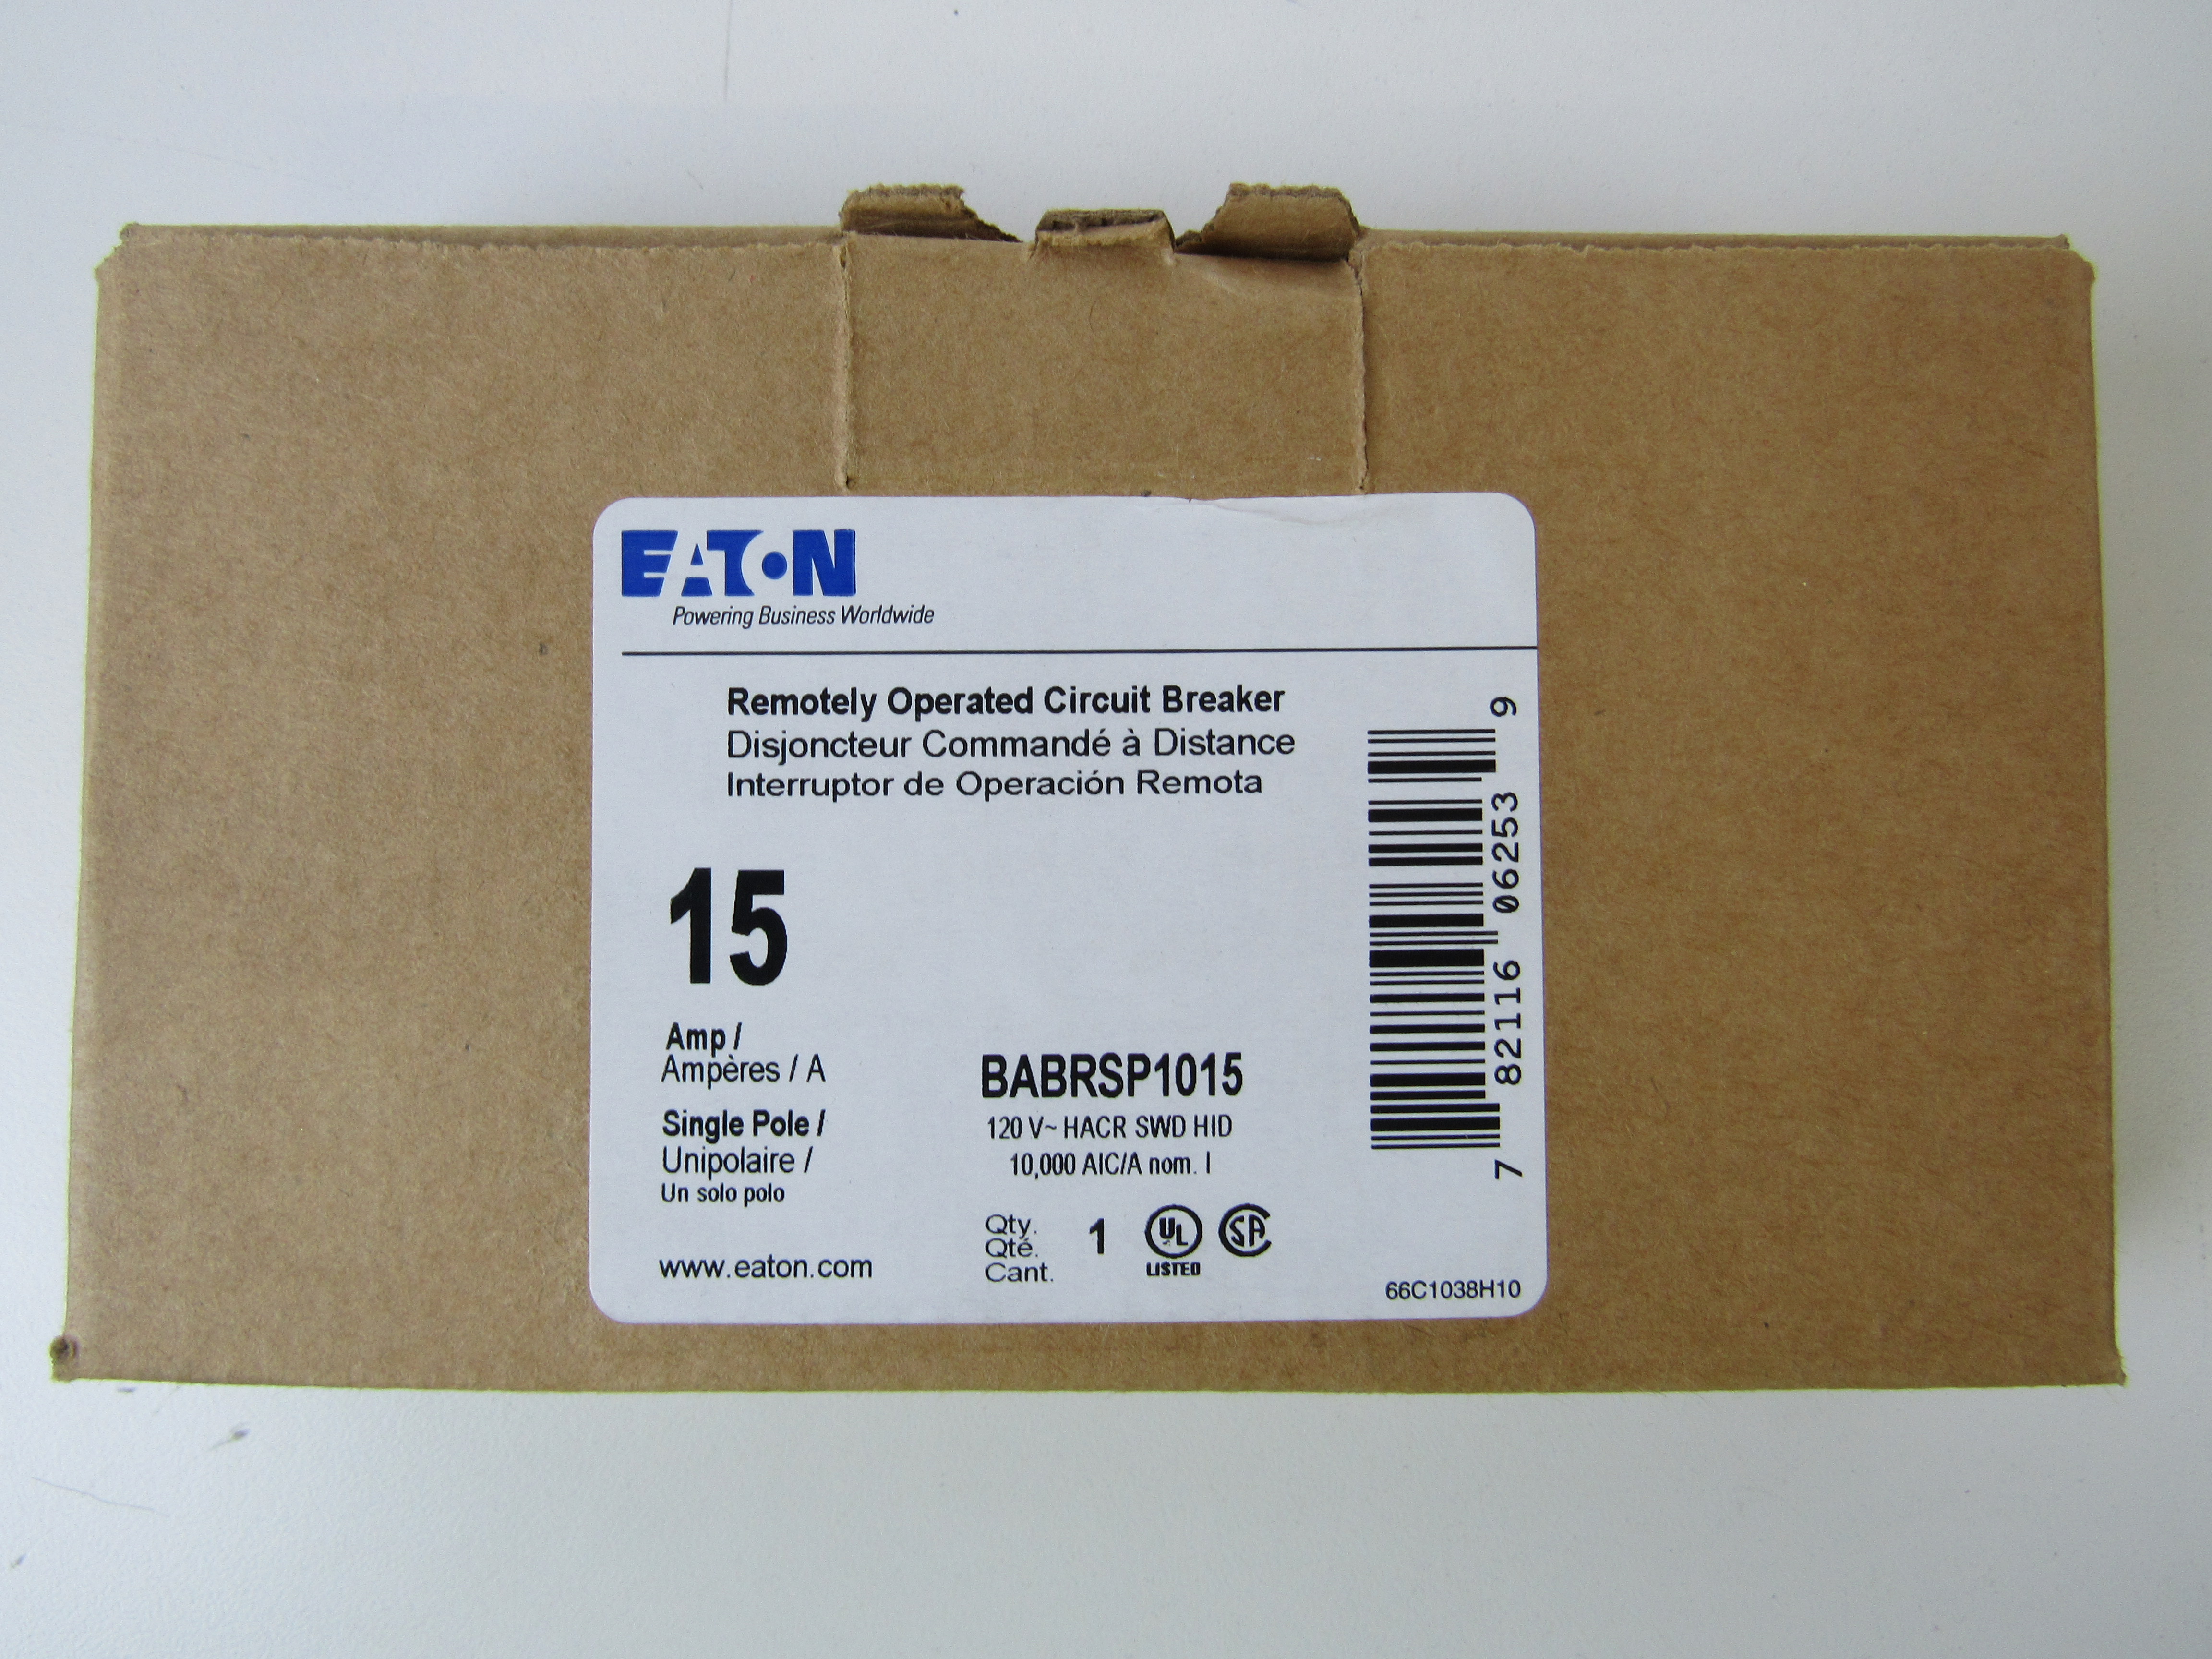 EATON
Powering Business Worldwide
Remotely Operated Circuit Breaker
Disjoncteur Commandé à Distance
Interruptor de Operación Remota
15
Amp /
Ampères / A
Single Pole /
Unipolaire /
Un solo polo
www.eaton.com
BABRSP1015
120 V~ HACR SWD HID
10,000 AIC/A nom. I
Qty.
Qté.
Cant.
1
UL
LISTED
SA
7 82116 06253 9
66C1038H10